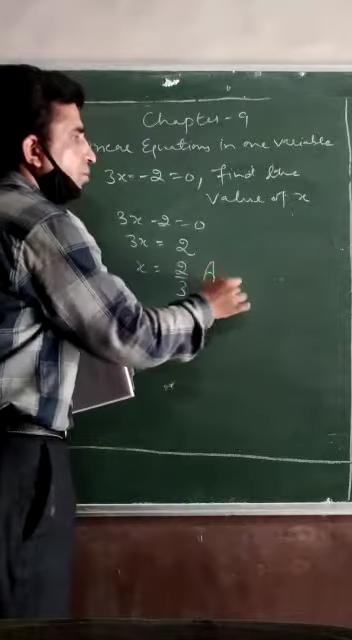 Chapter-9
Linear Equations in one variable
3x=-2=0, find the
value of x
3x-2=0
3x = 2
x = 2/3 A